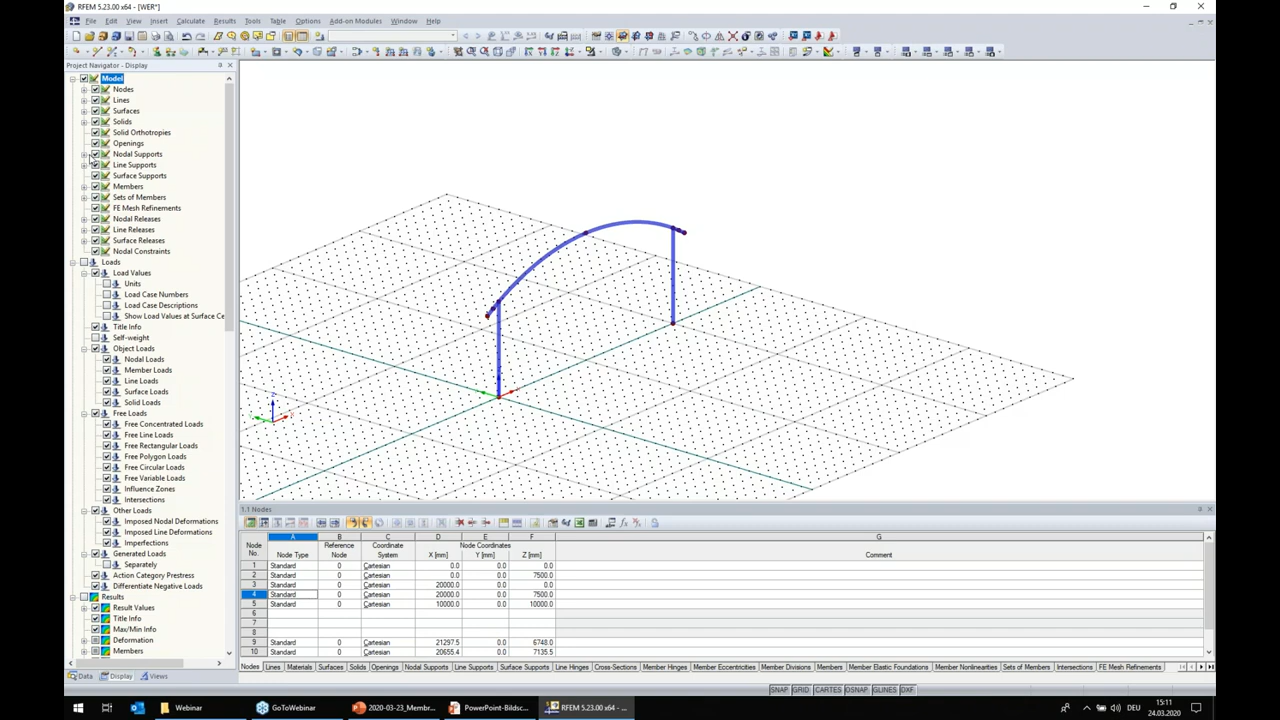 RFEM 5.23.00 x64 - [WER*]
File Edit View Insert Calculate Results Tools Table Options Add-on Modules Window Help
Project Navigator - Display
Model
Nodes
Lines
Surfaces
Solids
Solid Orthotropies
Openings
Nodal Supports
Line Supports
Surface Supports
Members
Sets of Members
FE Mesh Refinements
Nodal Releases
Line Releases
Surface Releases
Nodal Constraints
Loads
Load Values
Units
Load Case Numbers
Load Case Descriptions
Show Load Values at Surface Ce
Title Info
Self-weight
Object Loads
Nodal Loads
Member Loads
Line Loads
Surface Loads
Solid Loads
Free Loads
Free Concentrated Loads
Free Line Loads
Free Rectangular Loads
Free Polygon Loads
Free Circular Loads
Free Variable Loads
Influence Zones
Intersections
Other Loads
Imposed Nodal Deformations
Imposed Line Deformations
Imperfections
Generated Loads
Separately
Action Category Prestress
Differentiate Negative Loads
Results
Result Values
Title Info
Max/Min Info
Deformation
Members
Data Display Views
Z
1.1 Nodes
A B C D E F G
Node Reference Coordinate Node Coordinates
No. Node Type Node System X [mm] Y [mm] Z [mm] Comment
1 Standard 0 Cartesian 0.0 0.0 0.0
2 Standard 0 Cartesian 0.0 0.0 7500.0
3 Standard 0 Cartesian 20000.0 0.0 0.0
4 Standard 0 Cartesian 20000.0 0.0 7500.0
5 Standard 0 Cartesian 10000.0 0.0 10000.0
6
7
8
9 Standard 0 Cartesian 21297.5 0.0 6748.0
10 Standard 0 Cartesian 20655.4 0.0 7135.5
Nodes Lines Materials Surfaces Solids Openings Nodal Supports Line Supports Surface Supports Line Hinges Cross-Sections Member Hinges Member Eccentricities Member Divisions Members Member Elastic Foundations Member Nonlinearities Sets of Members Intersections FE Mesh Refinements
SNAP GRID CARTES OSNAP GLINES DXF
Webinar GoToWebinar 2020-03-23_Membr... PowerPoint-Bildsc... RFEM 5.23.00 x64 - ... DEU 15:11
24.03.2020